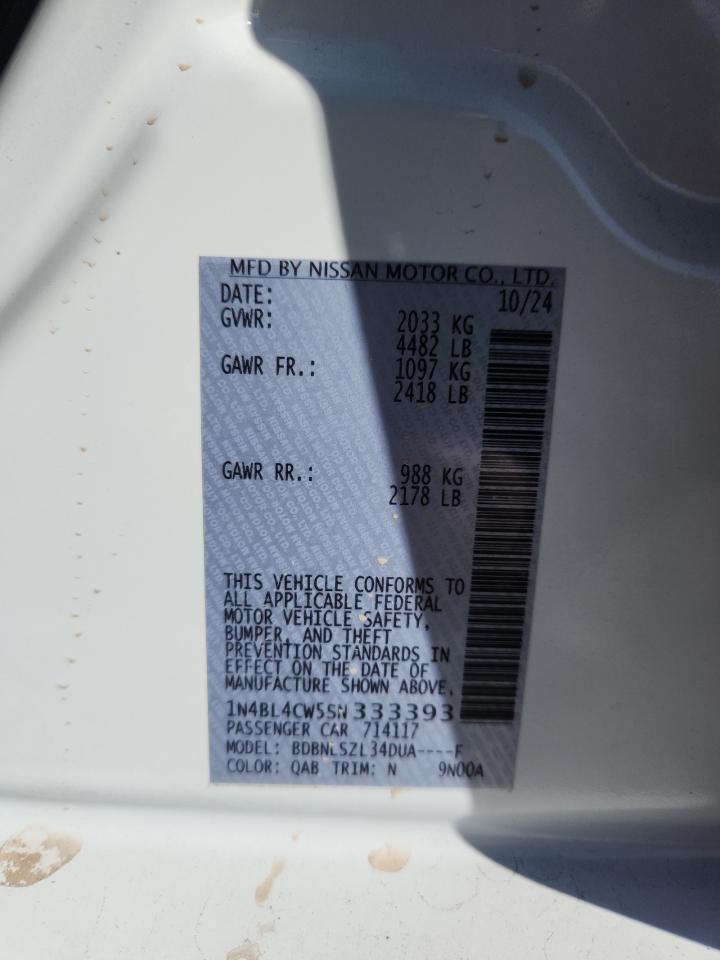 MFD BY NISSAN MOTOR CO., LTD.
DATE: 10/24
GVWR: 2033 KG
4482 LB
GAWR FR.: 1097 KG
2418 LB
GAWR RR.: 988 KG
2178 LB
THIS VEHICLE CONFORMS TO
ALL APPLICABLE FEDERAL
MOTOR VEHICLE SAFETY,
BUMPER, AND THEFT
PREVENTION STANDARDS IN
EFFECT ON THE DATE OF
MANUFACTURE SHOWN ABOVE.
1N4BL4CW5SN333393
PASSENGER CAR 714117
MODEL: BDBNLSZL34DUA----F
COLOR: QAB TRIM: N 9N00A